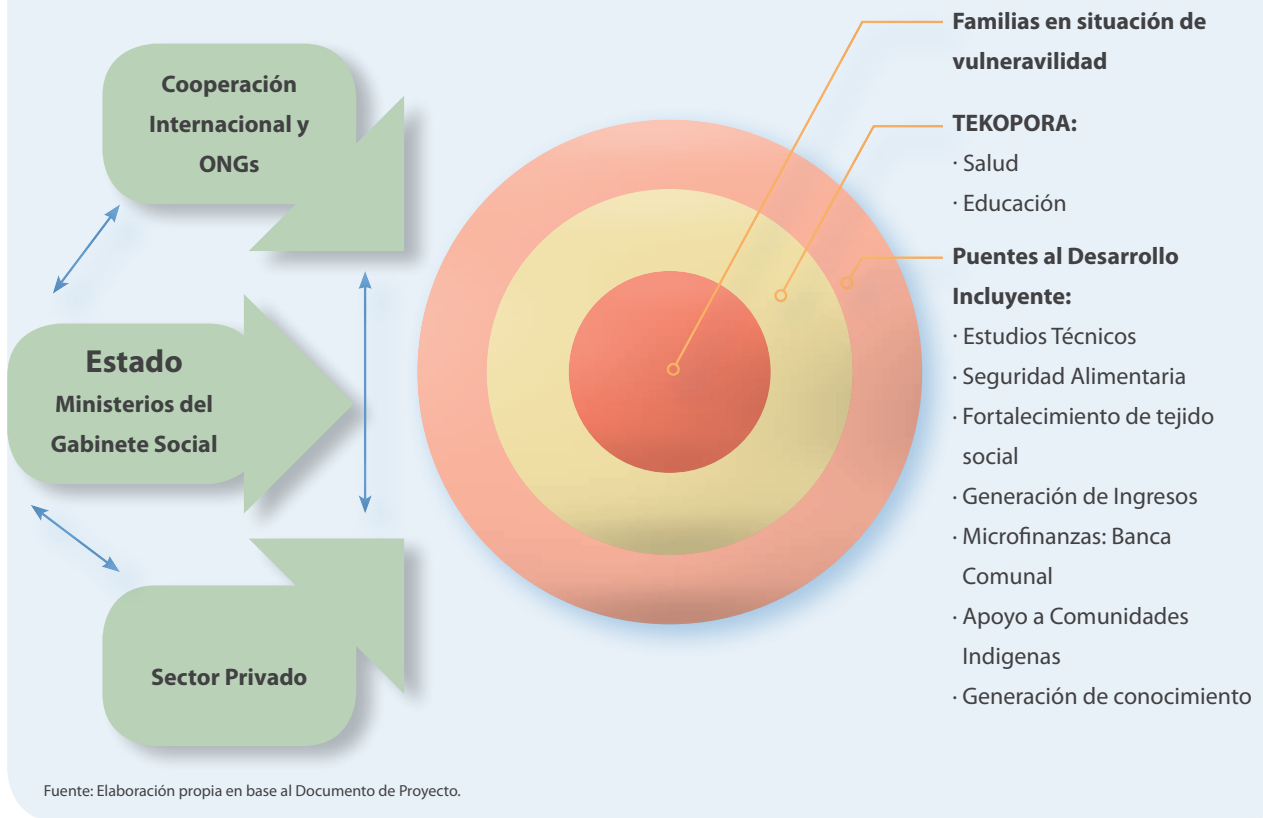 Cooperación
Internacional y
ONGs
Estado
Ministerios del
Gabinete Social
Sector Privado
Familias en situación de
vulneravilidad
TEKOPORA:
· Salud
· Educación
Puentes al Desarrollo
Incluyente:
· Estudios Técnicos
· Seguridad Alimentaria
· Fortalecimiento de tejido
social
· Generación de Ingresos
· Microfinanzas: Banca
Comunal
· Apoyo a Comunidades
Indigenas
· Generación de conocimiento
Fuente: Elaboración propia en base al Documento de Proyecto.